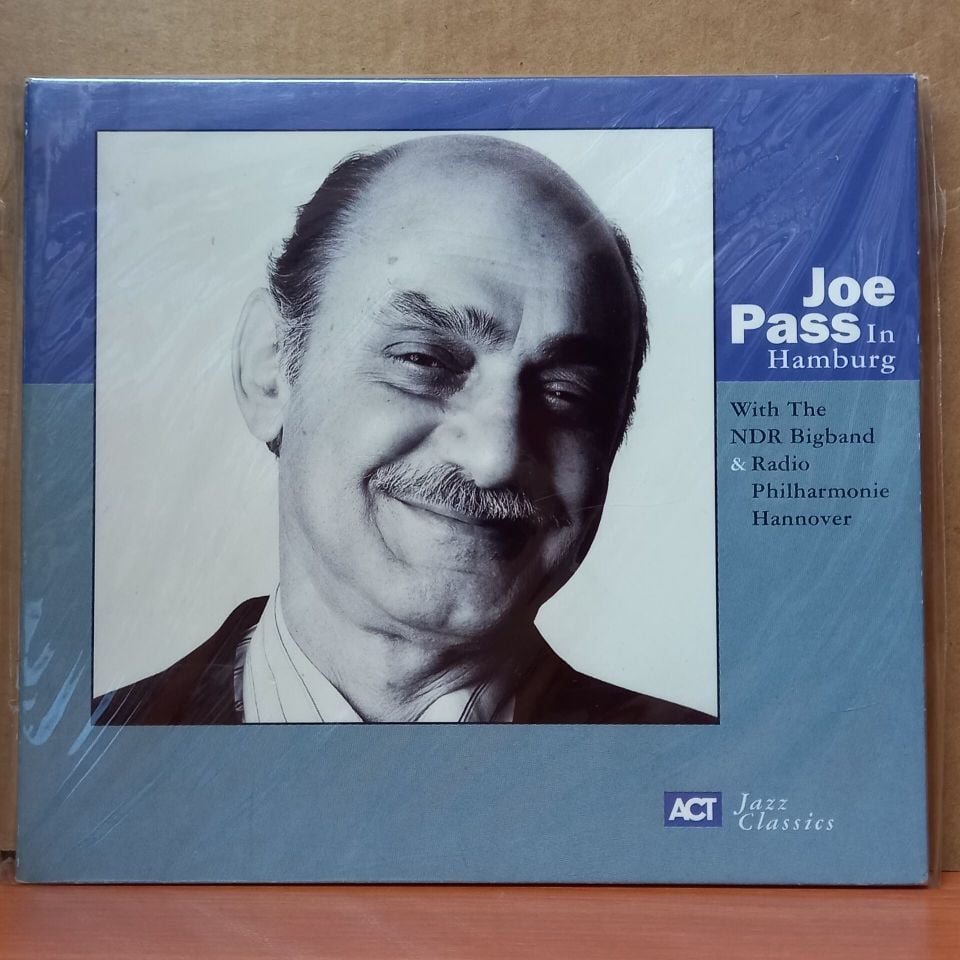 Joe
Pass In
Hamburg
With The
NDR Bigband
& Radio
Philharmonie
Hannover
ACT Jazz
Classics